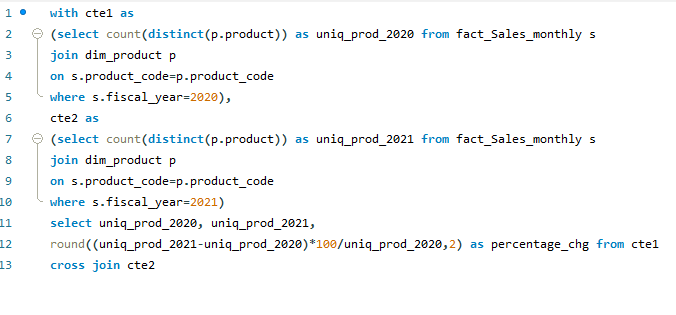 1 with cte1 as
2 (select count(distinct(p.product)) as uniq_prod_2020 from fact_Sales_monthly s
3 join dim_product p
4 on s.product_code=p.product_code
5 where s.fiscal_year=2020),
6 cte2 as
7 (select count(distinct(p.product)) as uniq_prod_2021 from fact_Sales_monthly s
8 join dim_product p
9 on s.product_code=p.product_code
10 where s.fiscal_year=2021)
11 select uniq_prod_2020, uniq_prod_2021,
12 round((uniq_prod_2021-uniq_prod_2020)*100/uniq_prod_2020,2) as percentage_chg from cte1
13 cross join cte2